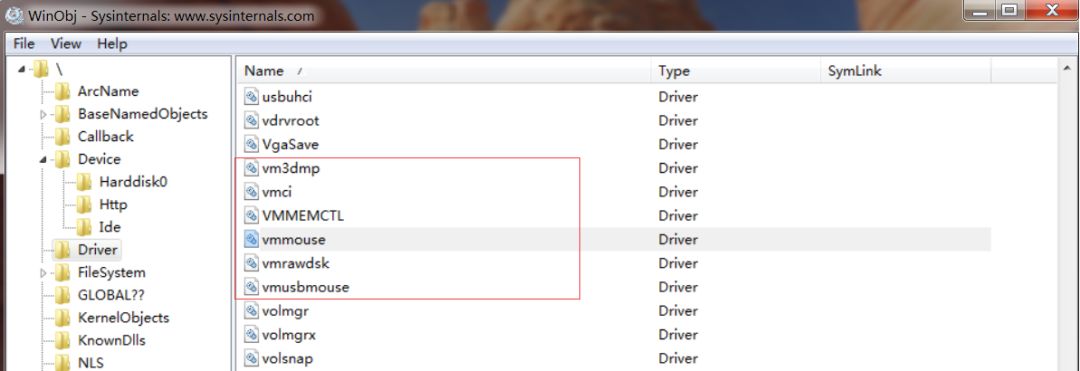 WinObj - Sysinternals: www.sysinternals.com
File View Help
\
ArcName
BaseNamedObjects
Callback
Device
Harddisk0
Http
Ide
Driver
FileSystem
GLOBAL??
KernelObjects
KnownDlls
NLS
Name / Type SymLink
usbuhci Driver
vdrvroot Driver
VgaSave Driver
vm3dmp Driver
vmci Driver
VMMEMCTL Driver
vmmouse Driver
vmrawdsk Driver
vmusbmouse Driver
volmgr Driver
volmgrx Driver
volsnap Driver